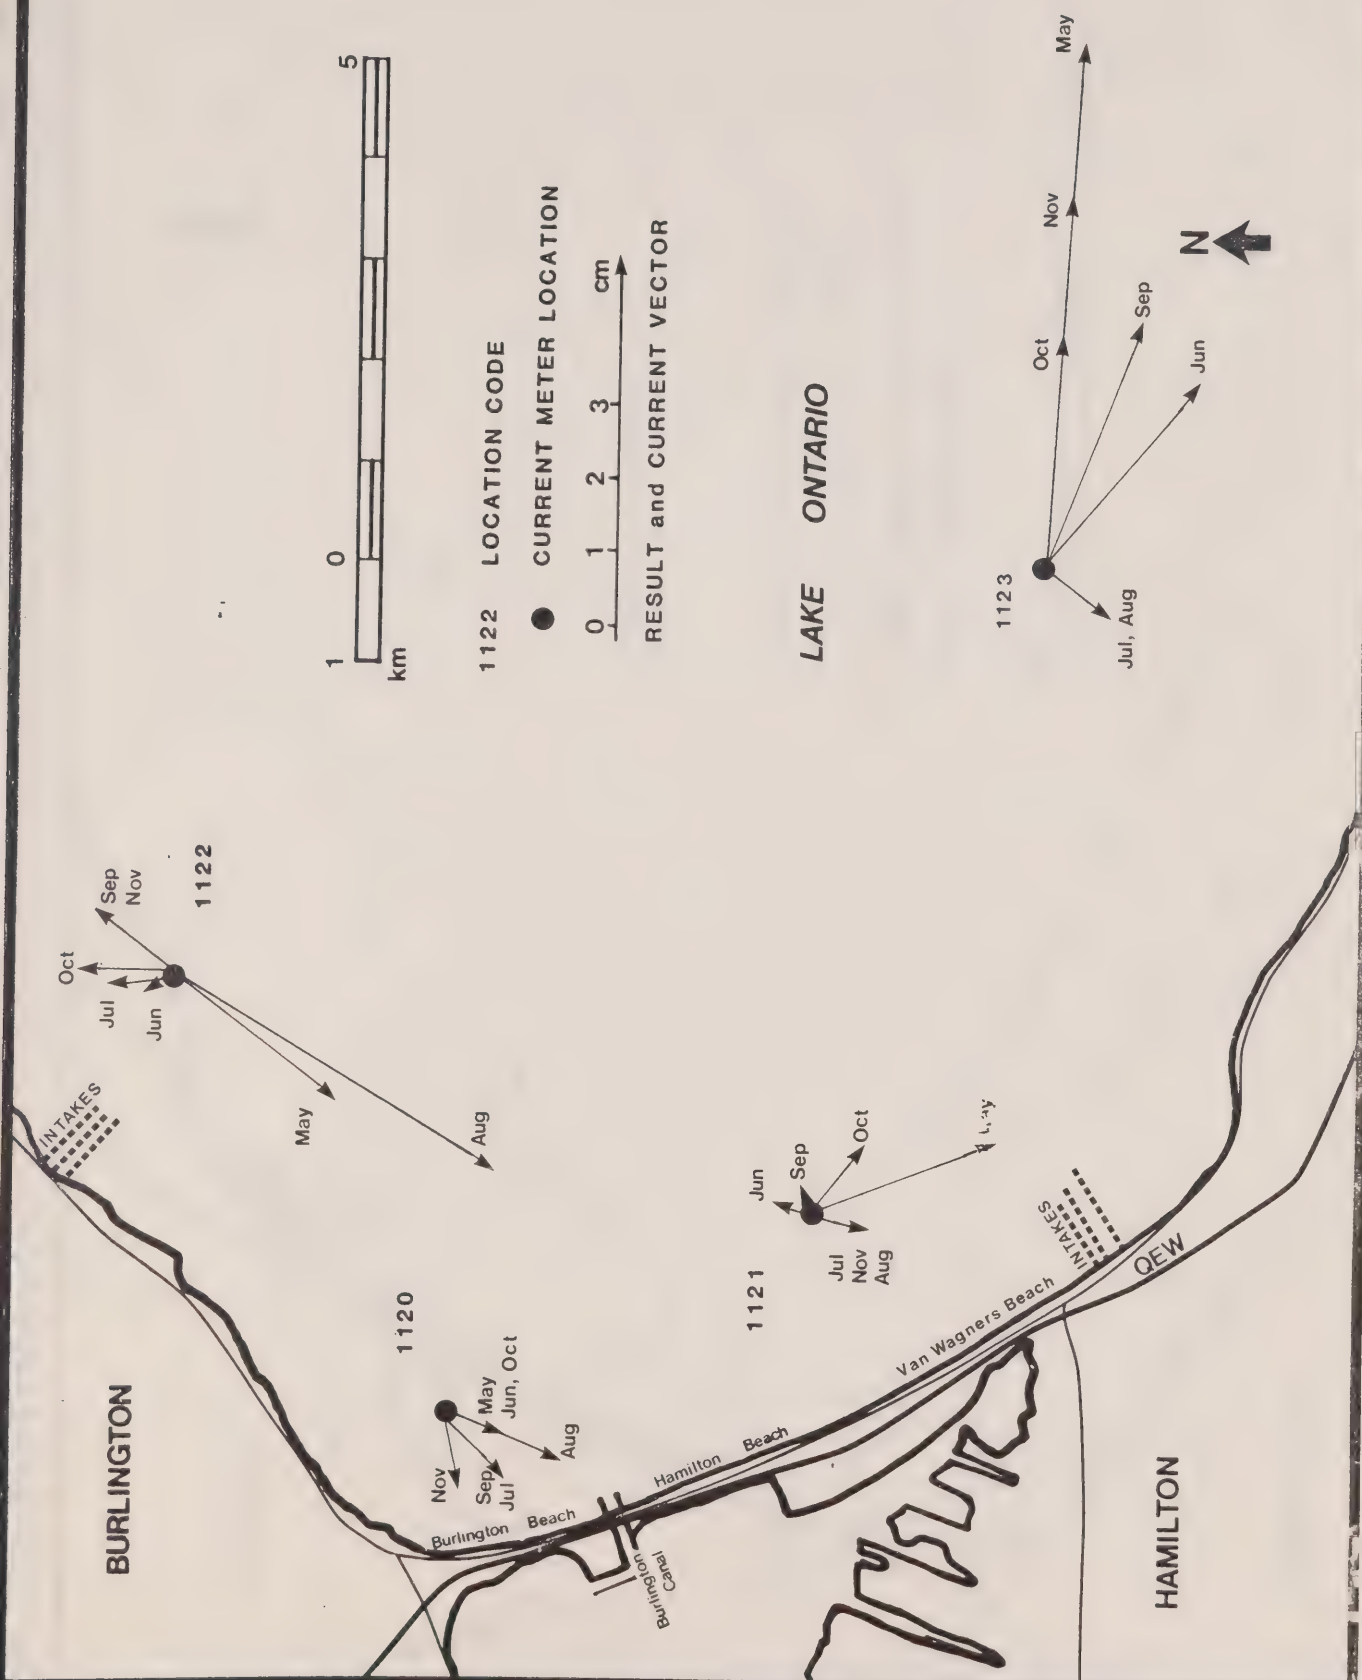 BURLINGTON
INTAKES
Oct
Jul
Jun
Sep
Nov
1122
May
Aug
1 0 5
km
1122 LOCATION CODE
CURRENT METER LOCATION
0 1 2 3 cm
RESULT and CURRENT VECTOR
1120
Nov
Sep
Jul
May
Jun, Oct
Aug
Burlington Beach
Burlington
Canal
Hamilton Beach
Van Wagners Beach
1121
Jun
Sep
Oct
Jul
Nov
Aug
INTAKES
QEW
HAMILTON
LAKE ONTARIO
1123
Jul, Aug
Oct
Nov
May
Sep
Jun
N